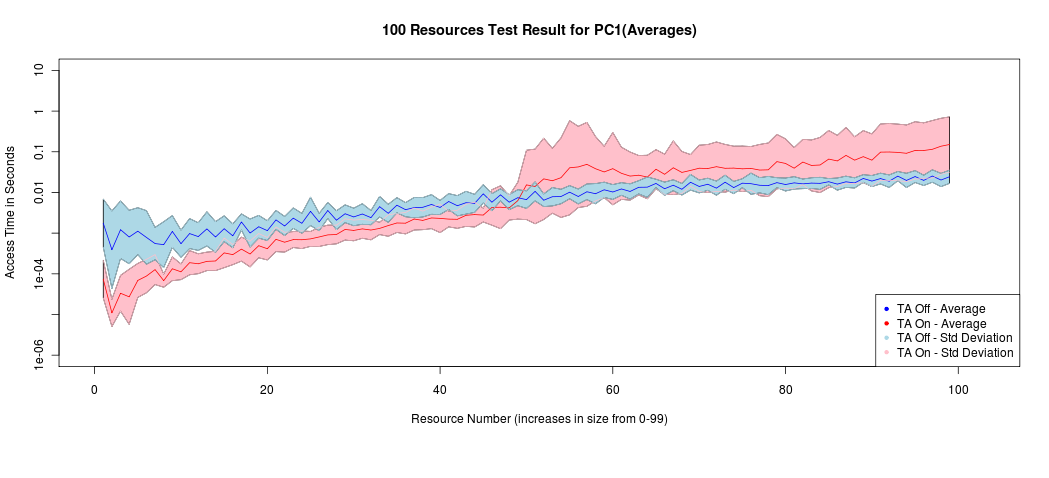 100 Resources Test Result for PC1(Averages)
Access Time in Seconds
10
1
0.1
0.01
1e-04
1e-06
0
20
40
60
80
100
Resource Number (increases in size from 0-99)
TA Off - Average
TA On - Average
TA Off - Std Deviation
TA On - Std Deviation